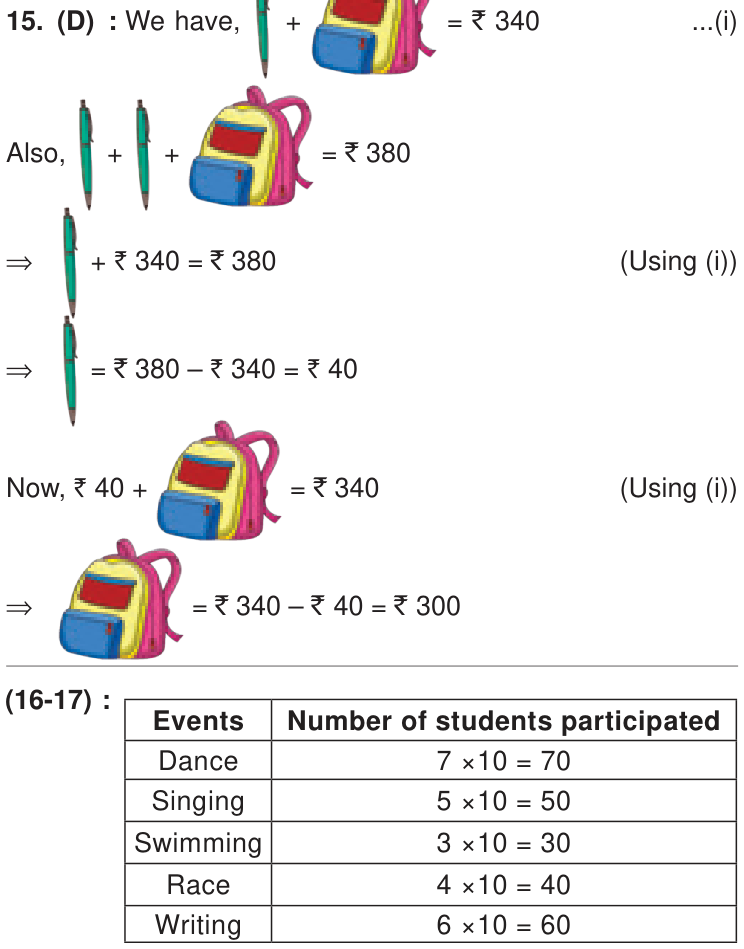 15. (D) : We have, + = ₹ 340 ...(i)
Also, + + = ₹ 380
⇒ + ₹ 340 = ₹ 380 (Using (i))
⇒ = ₹ 380 – ₹ 340 = ₹ 40
Now, ₹ 40 + = ₹ 340 (Using (i))
⇒ = ₹ 340 – ₹ 40 = ₹ 300
(16-17) :
Events Number of students participated
Dance 7 ×10 = 70
Singing 5 ×10 = 50
Swimming 3 ×10 = 30
Race 4 ×10 = 40
Writing 6 ×10 = 60